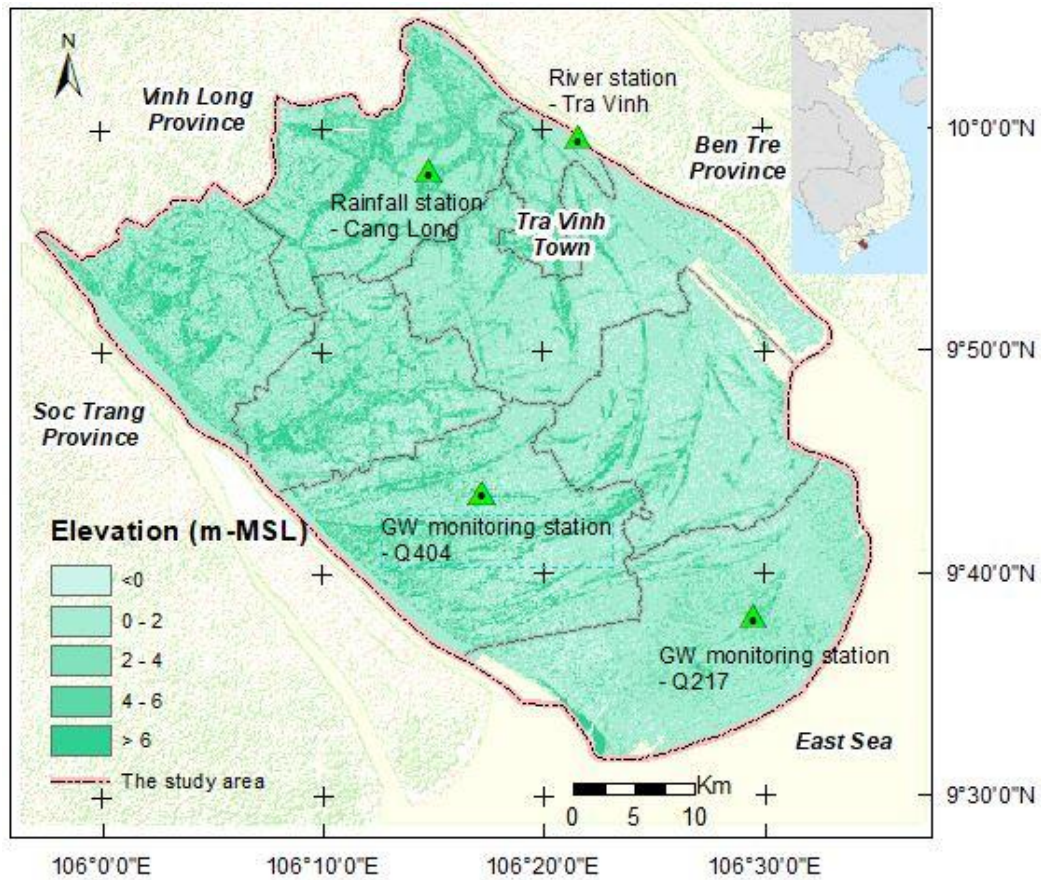 N
Vinh Long
Province
River station
- Tra Vinh
Ben Tre
Province
10°0'0"N
Rainfall station
- Cang Long
Tra Vinh
Town
9°50'0"N
Soc Trang
Province
GW monitoring station
- Q404
9°40'0"N
GW monitoring station
- Q217
East Sea
Elevation (m-MSL)
<0
0 - 2
2 - 4
4 - 6
> 6
The study area
Km
0 5 10
9°30'0"N
106°0'0"E 106°10'0"E 106°20'0"E 106°30'0"E